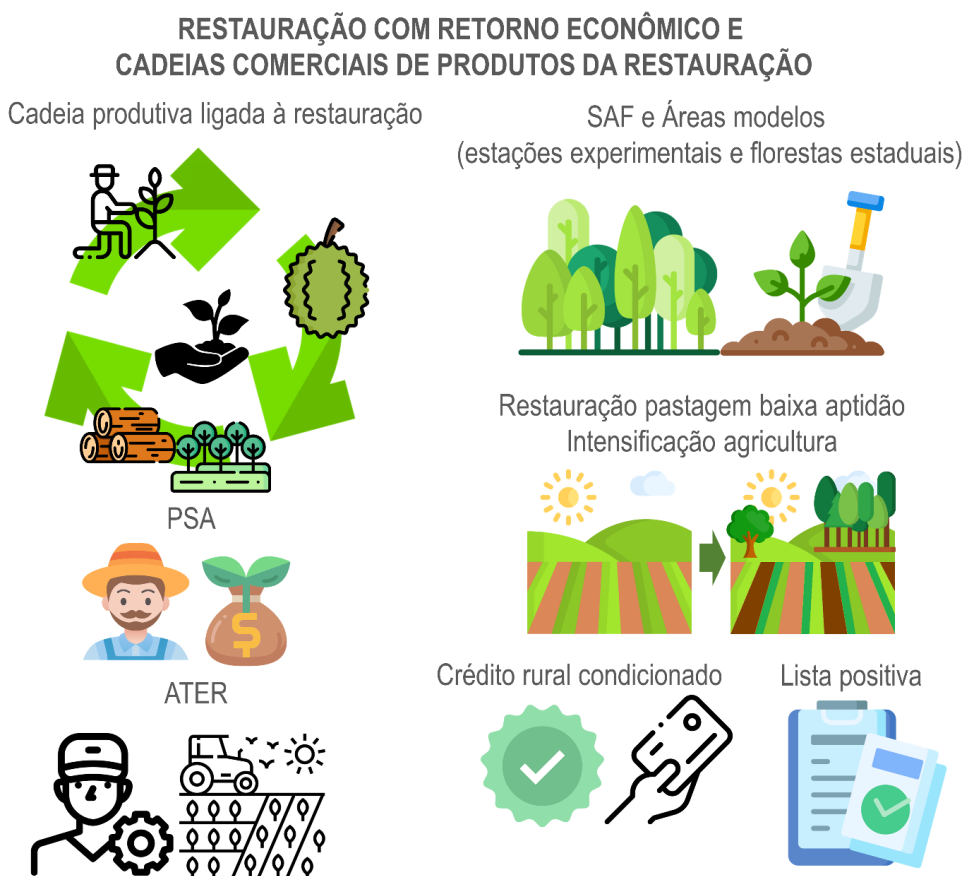 RESTAURAÇÃO COM RETORNO ECONÔMICO E
CADEIAS COMERCIAIS DE PRODUTOS DA RESTAURAÇÃO
Cadeia produtiva ligada à restauração
SAF e Áreas modelos
(estações experimentais e florestas estaduais)
Restauração pastagem baixa aptidão
Intensificação agricultura
PSA
$
ATER
Crédito rural condicionado
Lista positiva